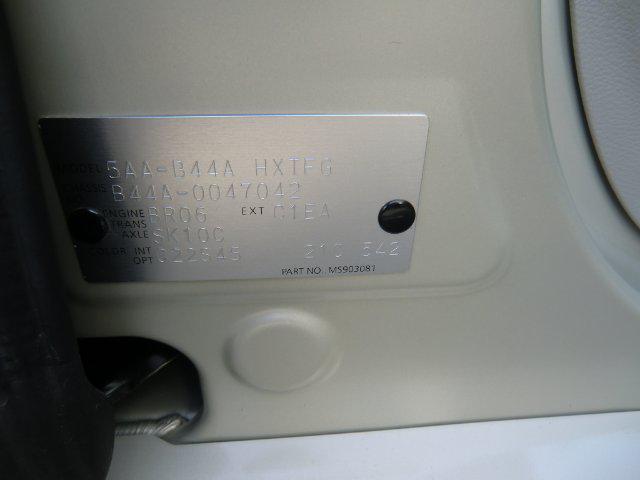 MODEL 5AA-B44A HXTFG
CHASSIS B44A-0047042
ENGINE BR06 EXT C1EA
TRANS AXLE SK10C
COLOR INT OPT 210 542
PART NO. MS903081